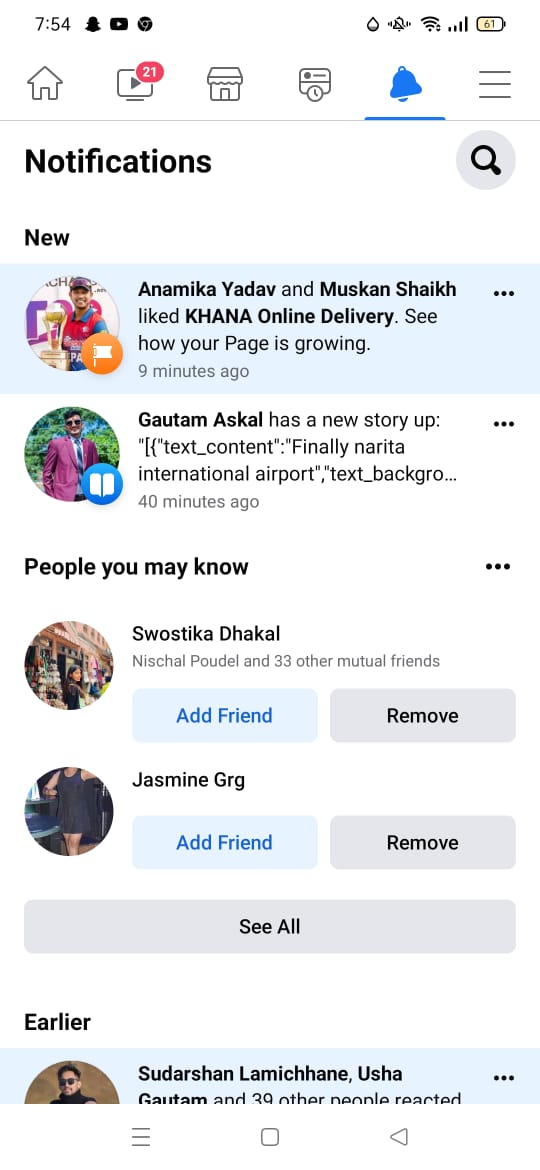 7:54
61
21
Notifications
New
Anamika Yadav and Muskan Shaikh
liked KHANA Online Delivery. See
how your Page is growing.
9 minutes ago
Gautam Askal has a new story up:
"[{"text_content":"Finally narita
international airport","text_backgro...
40 minutes ago
People you may know
Swostika Dhakal
Nischal Poudel and 33 other mutual friends
Add Friend
Remove
Jasmine Grg
Add Friend
Remove
See All
Earlier
Sudarshan Lamichhane, Usha
Gautam and 39 other people reacted